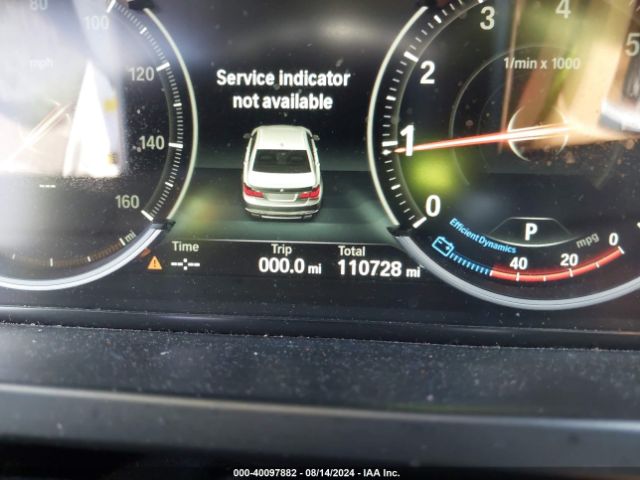 80
100
mph
120
140
160
mi
--
Service indicator
not available
Time
--:--
Trip
000.0 mi
Total
110728 mi
0
1
2
3
4
5
1/min x 1000
P
Efficient Dynamics
mpg
40
20
0
000-40097882 - 08/14/2024 - IAA Inc.